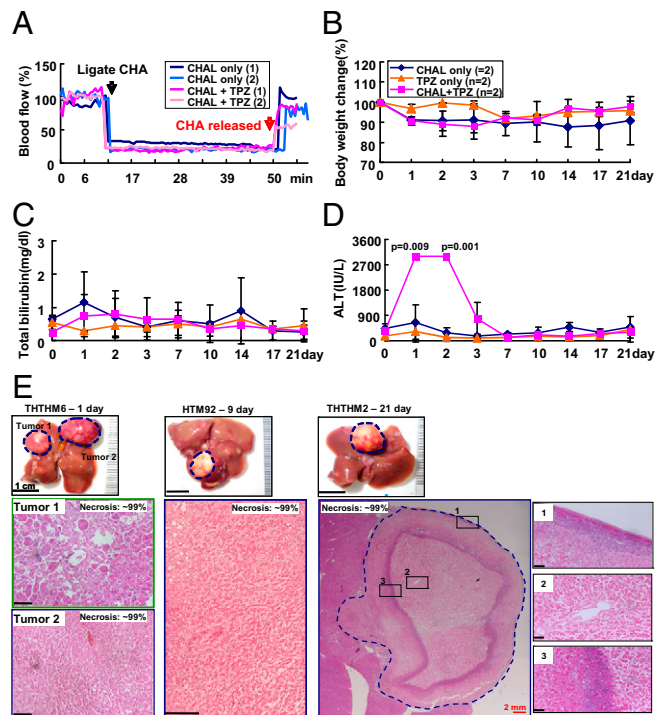 A
Blood flow (%)
Ligate CHA
CHAL only (1)
CHAL only (2)
CHAL + TPZ (1)
CHAL + TPZ (2)
CHA released
150
100
50
25
0
0 6 17 28 39 50 min
B
Body weight change(%)
CHAL only (=2)
TPZ only (n=2)
CHAL+TPZ (n=2)
120
110
100
90
80
70
0 1 2 3 7 10 14 17 21day
C
Total bilirubin(mg/dl)
3
2
1
0
0 1 2 3 7 10 14 17 21day
D
ALT(IU/L)
p=0.009 p=0.001
3600
2700
1800
900
0
0 1 2 3 7 10 14 17 21day
E
THTHM6 – 1 day
Tumor 1
Tumor 2
1 cm
HTM92 – 9 day
THTHM2 – 21 day
Tumor 1 Necrosis: ~99%
Tumor 2 Necrosis: ~99%
Necrosis: ~99%
Necrosis: ~99%
1
2
3
2 mm
1
2
3